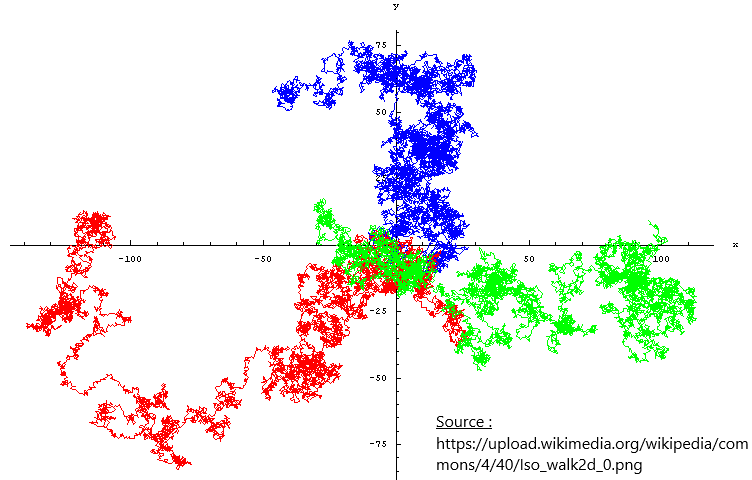 y
75
50
-100
-50
50
100
x
-25
-50
-75
Source :
https://upload.wikimedia.org/wikipedia/com
mons/4/40/Iso_walk2d_0.png